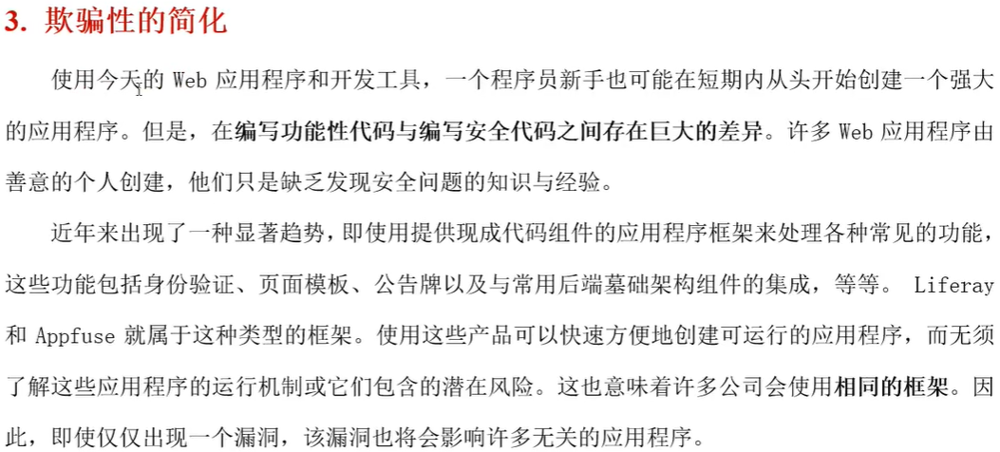 3. 欺骗性的简化
使用今天的 Web 应用程序和开发工具，一个程序员新手也可能在短期内从头开始创建一个强大
的应用程序。但是，在编写功能性代码与编写安全代码之间存在巨大的差异。许多 Web 应用程序由
善意的个人创建，他们只是缺乏发现安全问题的知识与经验。
近年来出现了一种显著趋势，即使用提供现成代码组件的应用程序框架来处理各种常见的功能，
这些功能包括身份验证、页面模板、公告牌以及与常用后端墓础架构组件的集成，等等。 Liferay
和 Appfuse 就属于这种类型的框架。使用这些产品可以快速方便地创建可运行的应用程序，而无须
了解这些应用程序的运行机制或它们包含的潜在风险。这也意味着许多公司会使用相同的框架。因
此，即使仅仅出现一个漏洞，该漏洞也将会影响许多无关的应用程序。